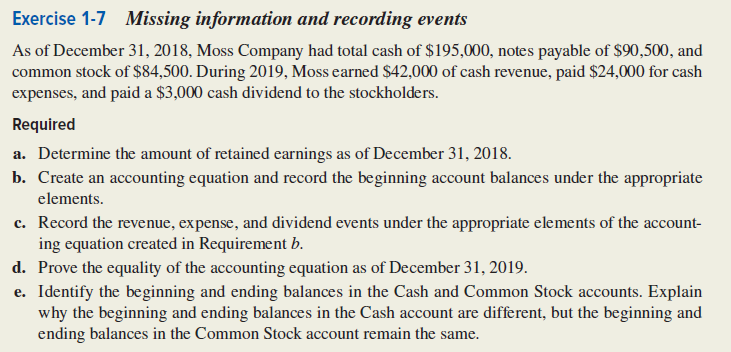 Exercise 1-7 Missing information and recording events
As of December 31, 2018, Moss Company had total cash of $195,000, notes payable of $90,500, and
common stock of $84,500. During 2019, Moss earned $42,000 of cash revenue, paid $24,000 for cash
expenses, and paid a $3,000 cash dividend to the stockholders.
Required
a. Determine the amount of retained earnings as of December 31, 2018.
b. Create an accounting equation and record the beginning account balances under the appropriate
elements.
c. Record the revenue, expense, and dividend events under the appropriate elements of the account-
ing equation created in Requirement b.
d. Prove the equality of the accounting equation as of December 31, 2019.
e. Identify the beginning and ending balances in the Cash and Common Stock accounts. Explain
why the beginning and ending balances in the Cash account are different, but the beginning and
ending balances in the Common Stock account remain the same.